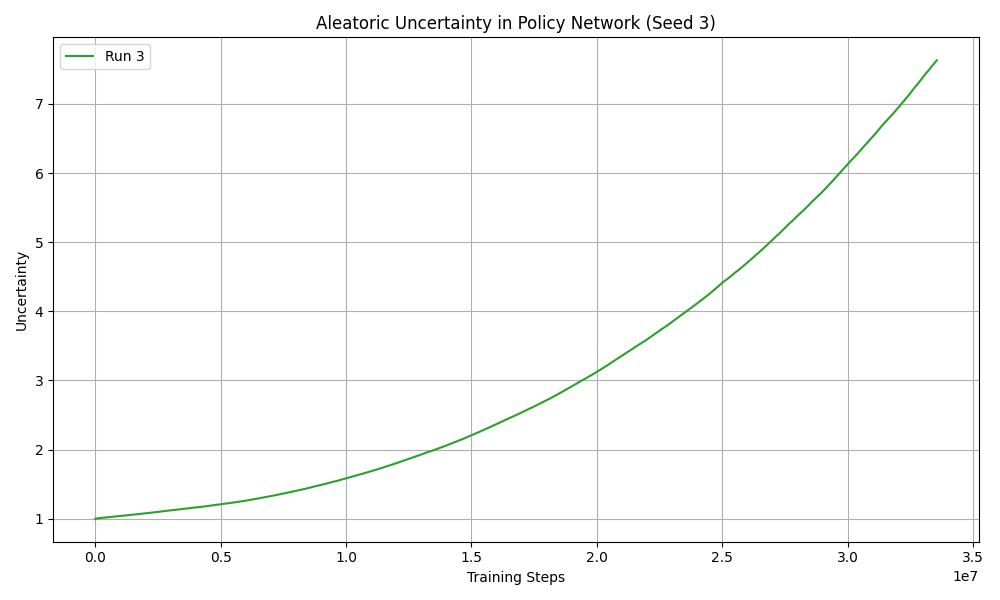 Aleatoric Uncertainty in Policy Network (Seed 3)
Run 3
Uncertainty
7
6
5
4
3
2
1
0.0 0.5 1.0 1.5 2.0 2.5 3.0 3.5
1e7
Training Steps